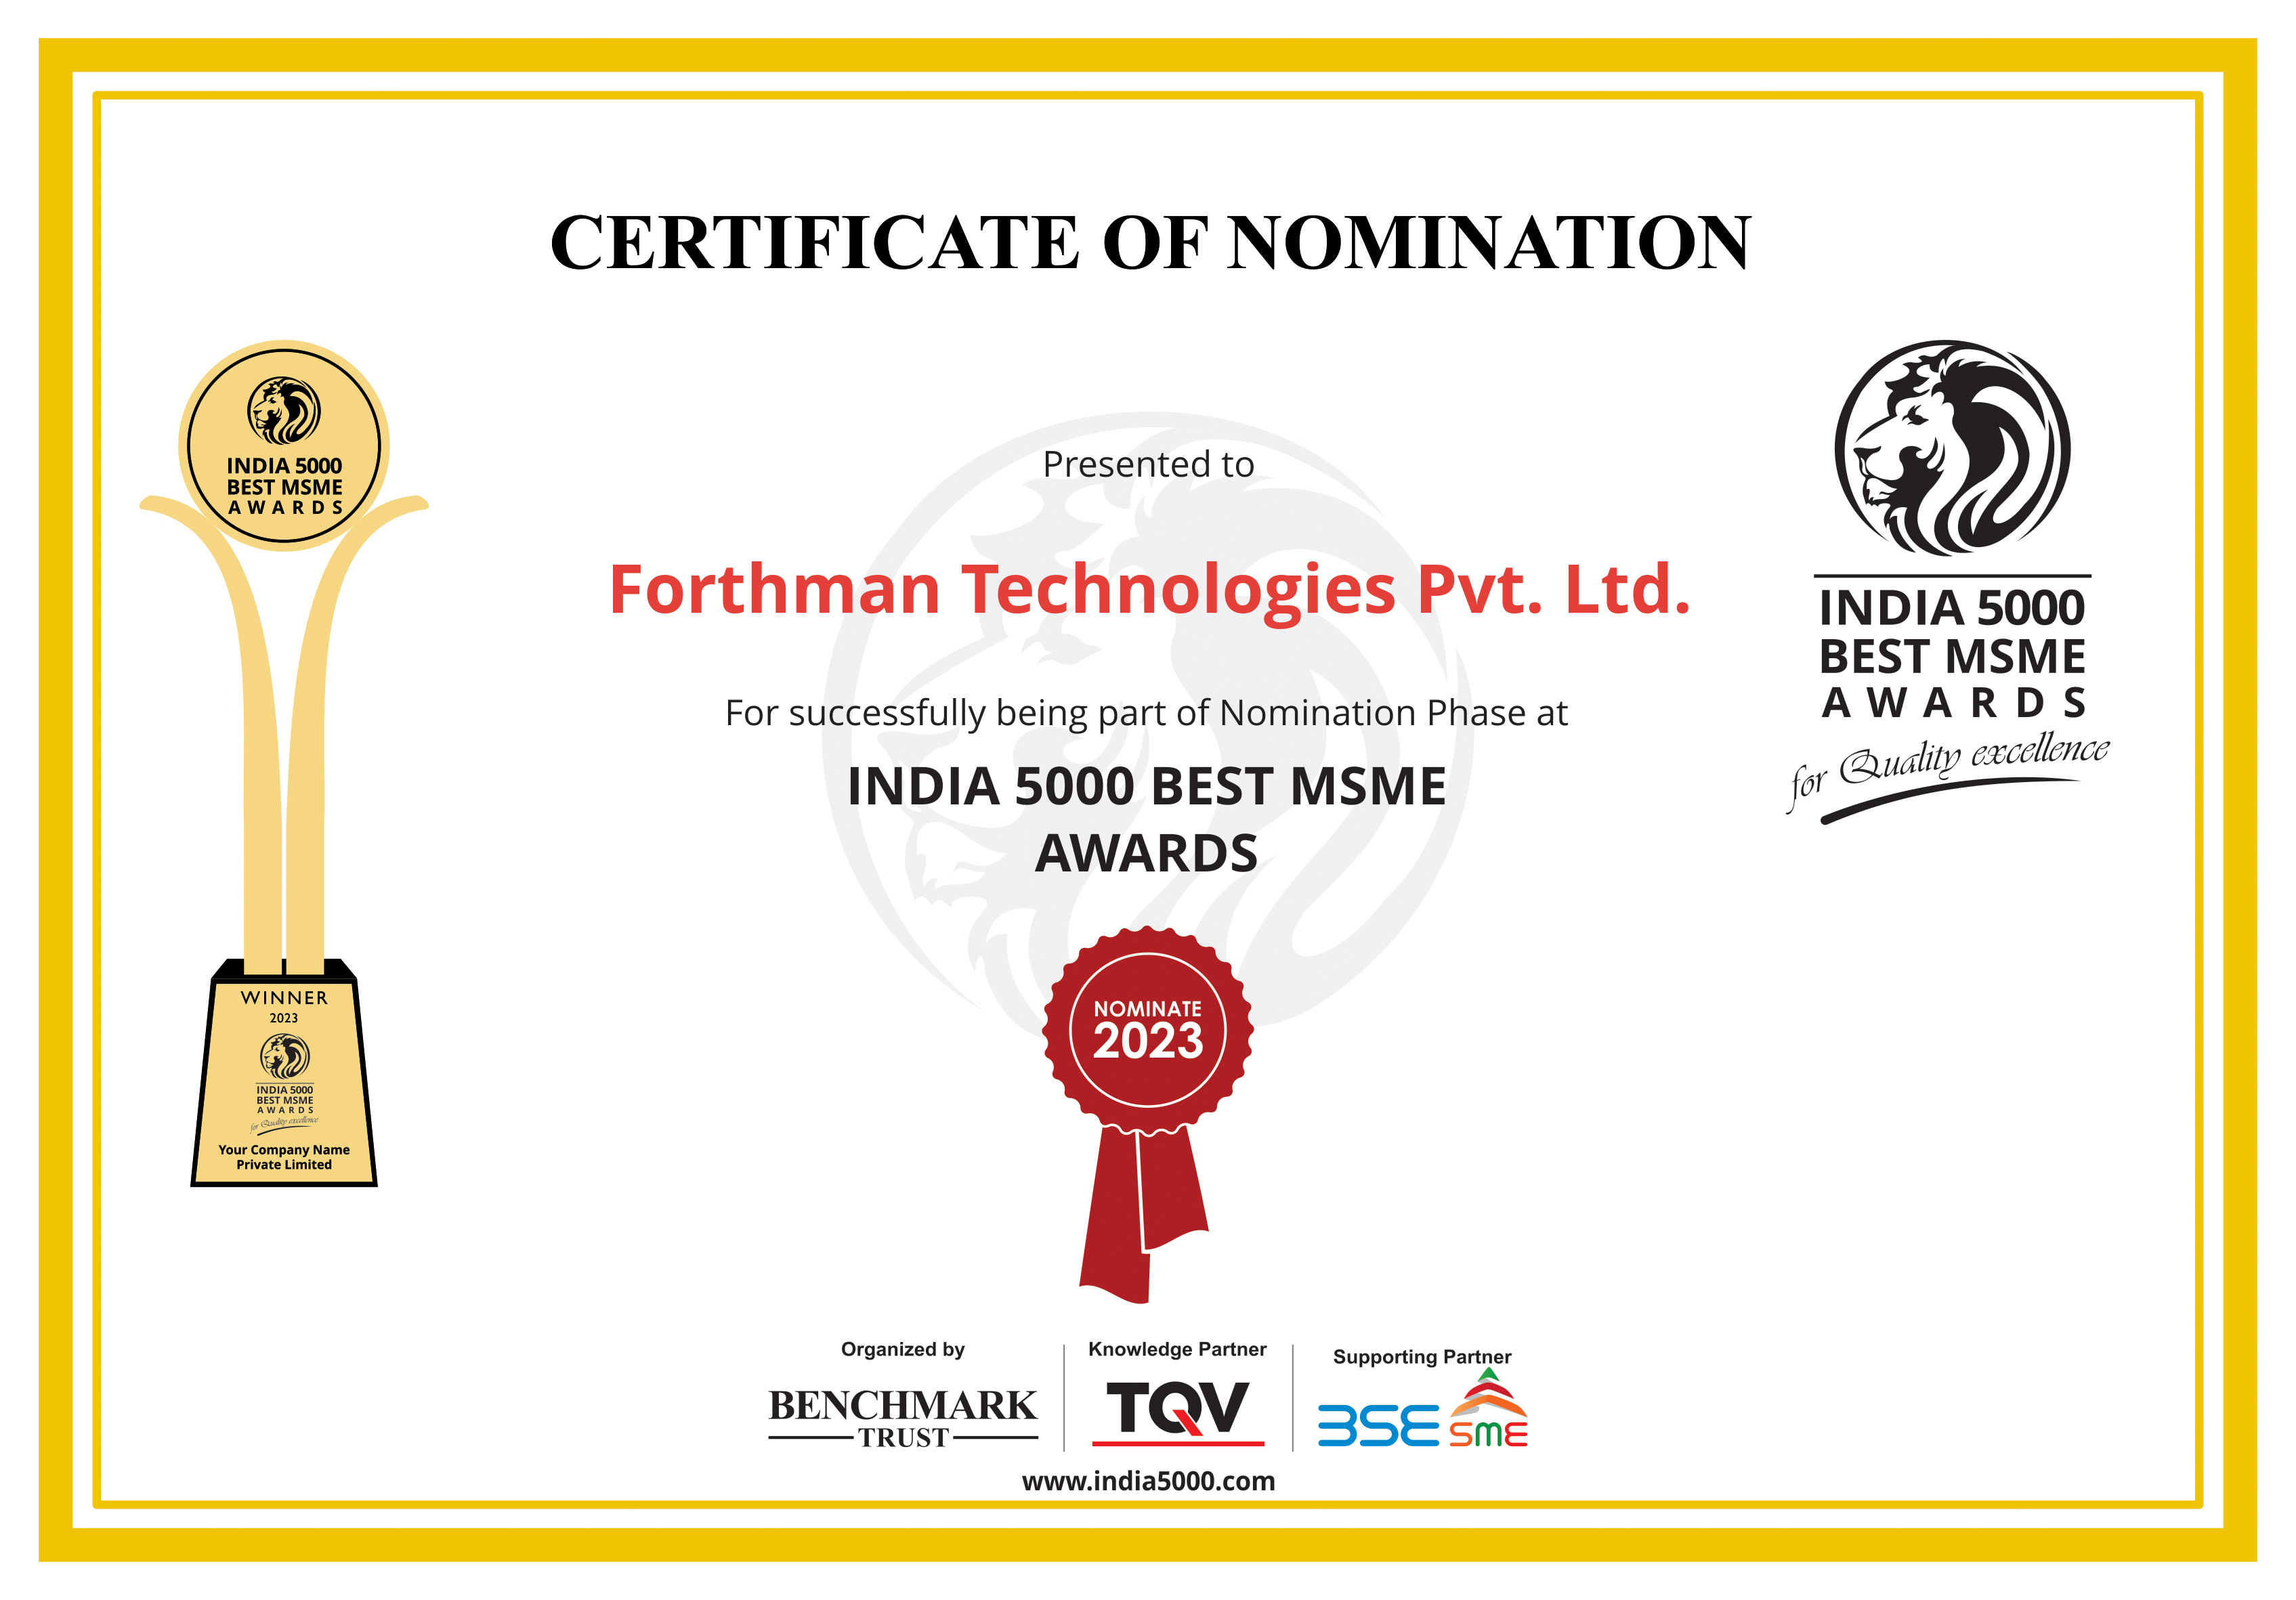 CERTIFICATE OF NOMINATION
INDIA 5000
BEST MSME
AWARDS
WINNER
2023
INDIA 5000
BEST MSME
AWARDS
for Quality excellence
Your Company Name
Private Limited
Presented to
Forthman Technologies Pvt. Ltd.
For successfully being part of Nomination Phase at
INDIA 5000 BEST MSME
AWARDS
NOMINATE
2023
INDIA 5000
BEST MSME
AWARDS
for Quality excellence
Organized by
BENCHMARK
TRUST
Knowledge Partner
TQV
Supporting Partner
BSE SME
www.india5000.com